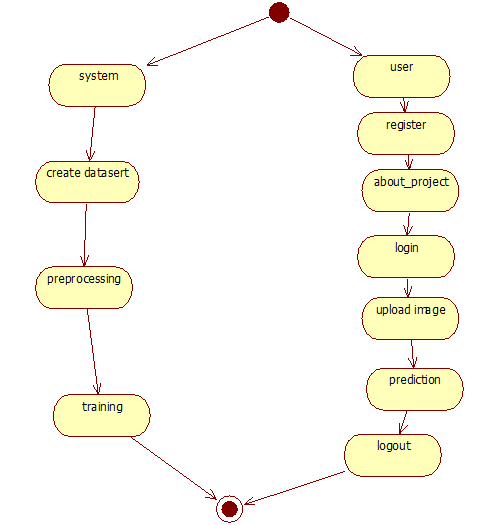 system
create datasert
preprocessing
training
user
register
about_project
login
upload image
prediction
logout